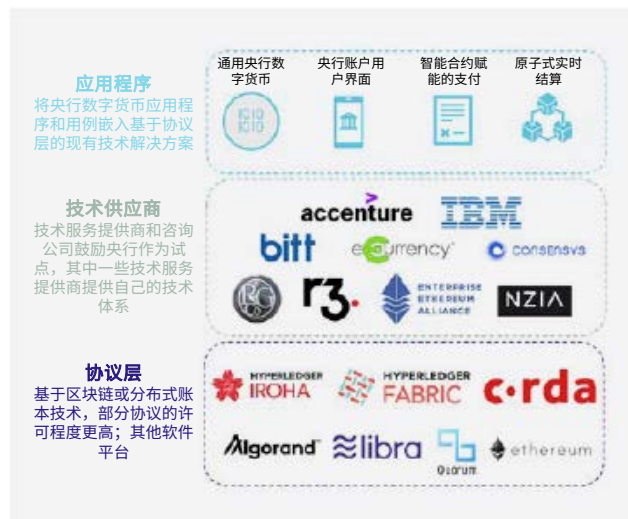 应用程序
将央行数字货币应用程
序和用例嵌入基于协议
层的现有技术解决方案
通用央行数
字货币
央行账户用
户界面
智能合约赋
能的支付
原子式实时
结算
技术供应商
技术服务提供商和咨询
公司鼓励央行作为试
点，其中一些技术服务
提供商提供自己的技术
体系
accenture
IBM
bitt
eCurrency
CONSENSYS
RG
r3.
ENTERPRISE
ETHEREUM
ALLIANCE
NZIA
协议层
基于区块链或分布式账
本技术，部分协议的许
可程度更高；其他软件
平台
HYPERLEDGER
IROHA
HYPERLEDGER
FABRIC
c·rda
Algorand
libra
Quorum
ethereum